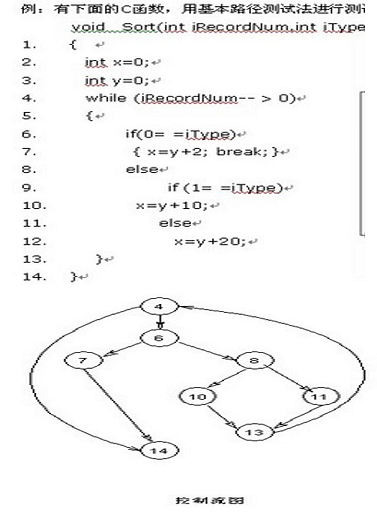 例：有下面的C函数，用基本路径测试法进行测
void Sort(int iRecordNum,int iType
1. {
2. int x=0;
3. int y=0;
4. while (iRecordNum-- > 0)
5. {
6. if(0= =iType)
7. { x=y+2; break; }
8. else
9. if (1= =iType)
10. x=y+10;
11. else
12. x=y+20;
13. }
14. }
4
6
7
8
10
11
13
14
控制流图